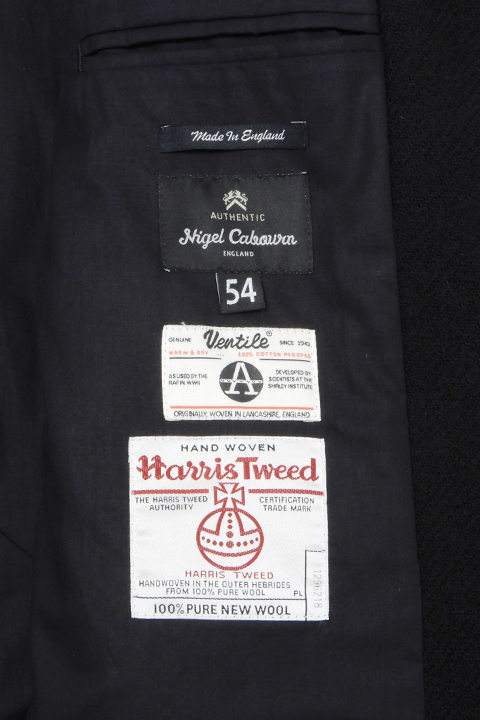 Made In England
AUTHENTIC
Nigel Cabourn
ENGLAND
54
GENUINE Ventile® SINCE 1943
WARM & DRY ... 100% COTTON PROOFERS
AS USED BY THE
RAF IN WWII
A
DEVELOPED BY
SCIENTISTS AT THE
SHIRLEY INSTITUTE
ORIGINALLY, WOVEN IN LANCASHIRE, ENGLAND
HAND WOVEN
Harris Tweed
THE HARRIS TWEED
AUTHORITY
CERTIFICATION
TRADE MARK
HARRIS TWEED
HANDWOVEN IN THE OUTER HEBRIDES
FROM 100% PURE WOOL PL
1296218
100% PURE NEW WOOL